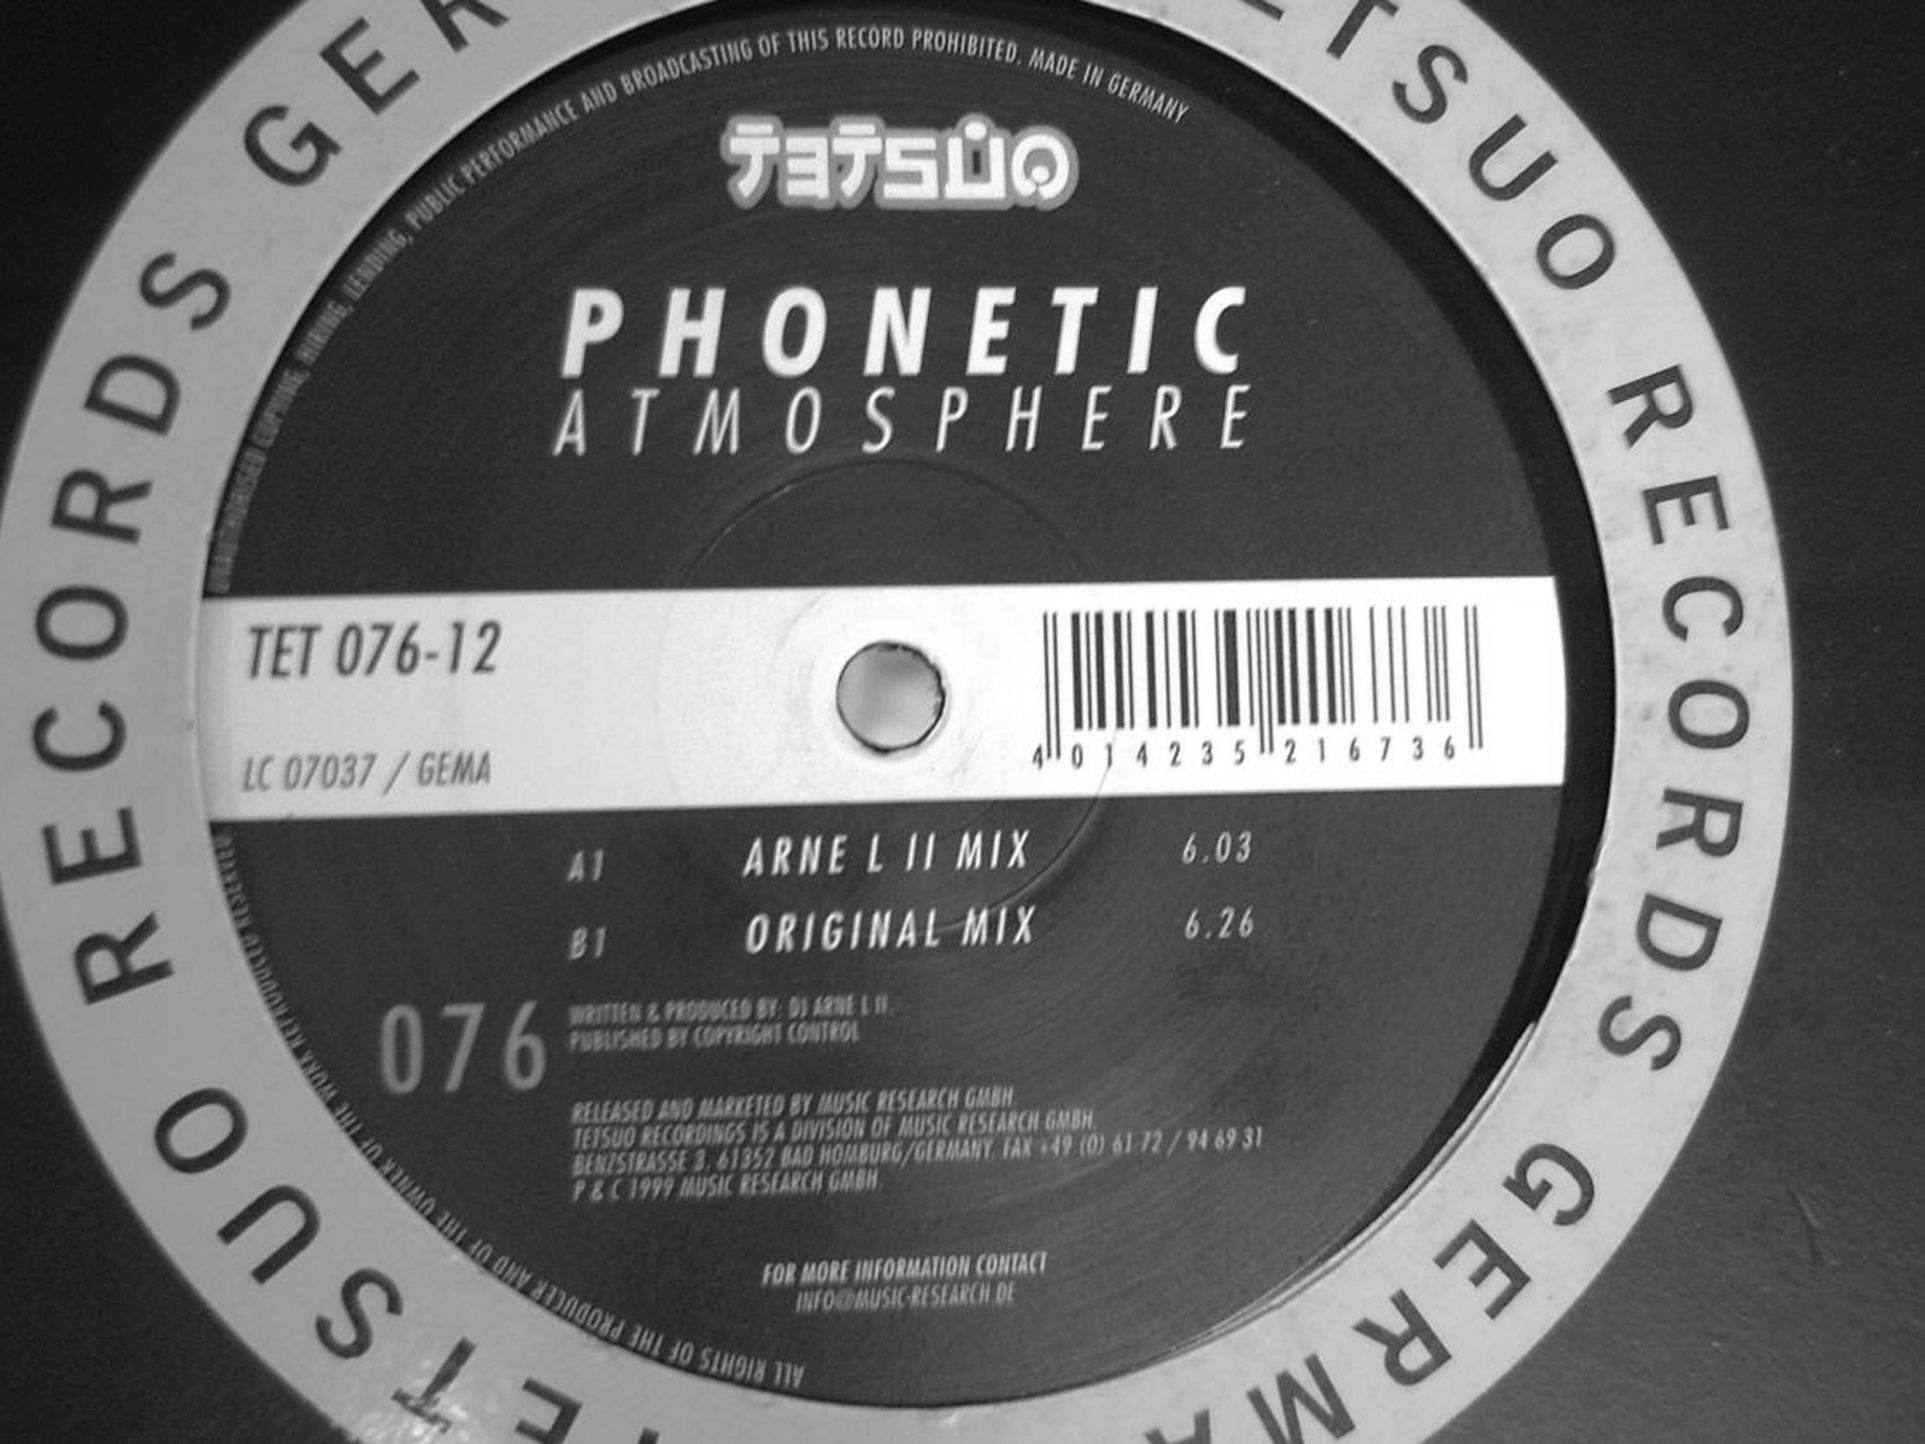 TETSUO RECORDS GERMA
TETSUO RECORDS GER
UNAUTHORISED COPYING, HIRING, LENDING, PUBLIC PERFORMANCE AND BROADCASTING OF THIS RECORD PROHIBITED. MADE IN GERMANY
TETSUO
PHONETIC
ATMOSPHERE
TET 076-12
LC 07037 / GEMA
4 014235 216736
A1 ARNE L II MIX 6.03
B1 ORIGINAL MIX 6.26
076
WRITTEN & PRODUCED BY: DJ ARNE L II.
PUBLISHED BY COPYRIGHT CONTROL
RELEASED AND MARKETED BY MUSIC RESEARCH GMBH
TETSUO RECORDINGS IS A DIVISION OF MUSIC RESEARCH GMBH.
BENZSTRASSE 3. 61352 BAD HOMBURG/GERMANY. FAX +49 (0) 61 72 / 94 69 31
P & C 1999 MUSIC RESEARCH GMBH
FOR MORE INFORMATION CONTACT
INFO@MUSIC-RESEARCH.DE
ALL RIGHTS OF THE PRODUCER AND OF THE OWNER OF THE WORK REPRODUCED RESERVED